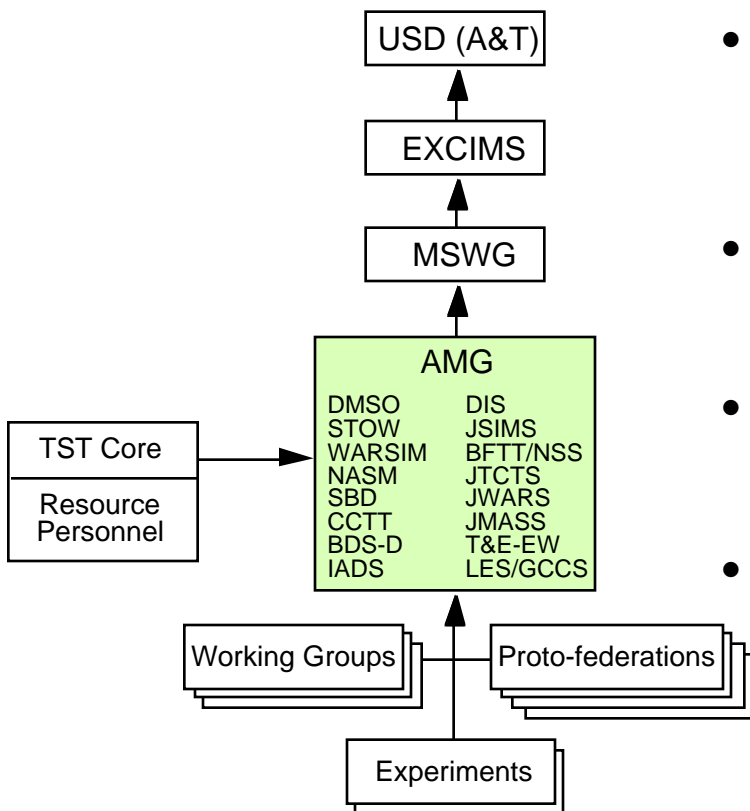 USD (A&T)
EXCIMS
MSWG
AMG
DMSO DIS
STOW JSIMS
WARSIM BFTT/NSS
NASM JTCTS
SBD JWARS
CCTT JMASS
BDS-D T&E-EW
IADS LES/GCCS
TST Core
Resource
Personnel
Working Groups
Proto-federations
Experiments